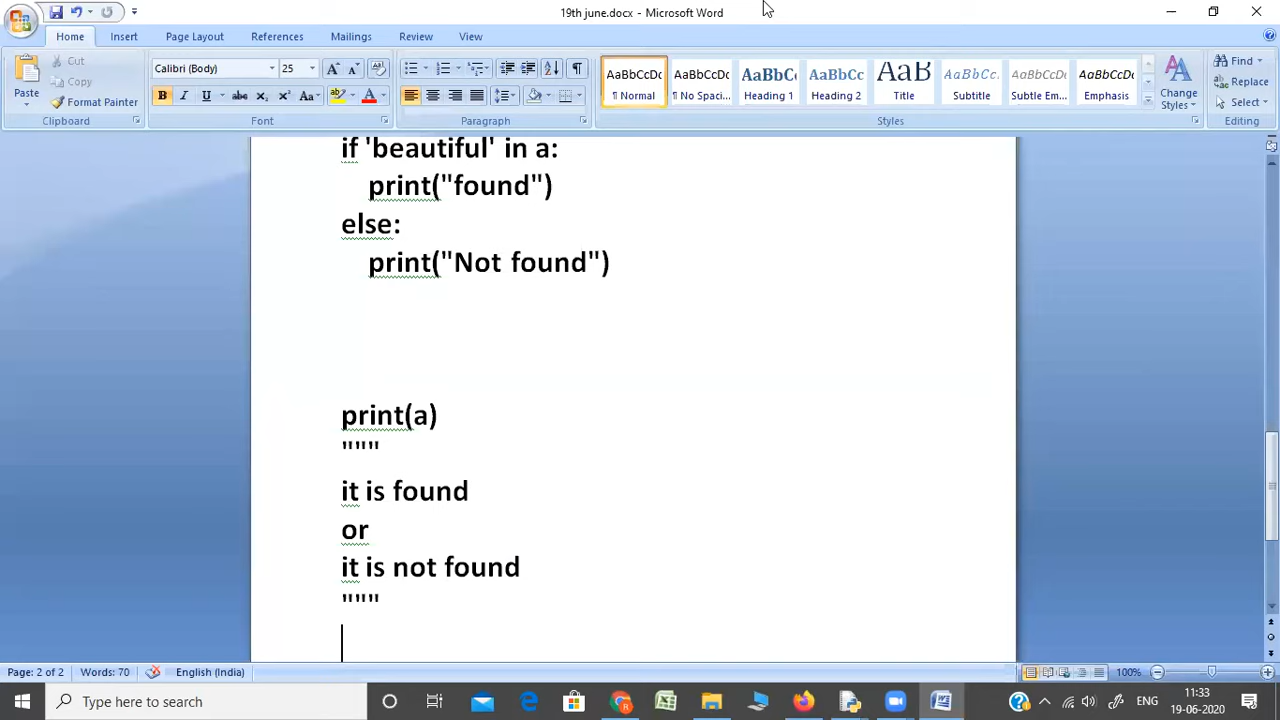 19th june.docx - Microsoft Word
Home Insert Page Layout References Mailings Review View
Paste
Cut
Copy
Format Painter
Clipboard
Calibri (Body) 25
B I U abc x₂ x² Aa
Font
Paragraph
AaBbCcDc AaBbCcDc AaBbC AaBbCc AaB AaBbCc. AaBbCcDc AaBbCcDc
¶ Normal ¶ No Spaci... Heading 1 Heading 2 Title Subtitle Subtle Em... Emphasis
Change Styles
Styles
Find
Replace
Select
Editing
if 'beautiful' in a:
print("found")
else:
print("Not found")
print(a)
"""
it is found
or
it is not found
"""
Page: 2 of 2 Words: 70 English (India) 100%
Type here to search
ENG
11:33
19-06-2020